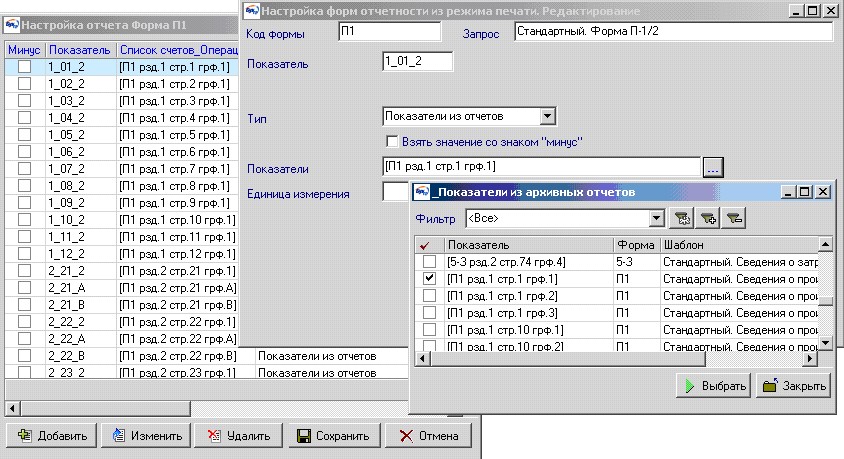 Настройка отчета Форма П1
Минус Показатель Список счетов_Операц
1_01_2 [П1 рзд.1 стр.1 грф.1]
1_02_2 [П1 рзд.1 стр.2 грф.1]
1_03_2 [П1 рзд.1 стр.3 грф.1]
1_04_2 [П1 рзд.1 стр.4 грф.1]
1_05_2 [П1 рзд.1 стр.5 грф.1]
1_06_2 [П1 рзд.1 стр.6 грф.1]
1_07_2 [П1 рзд.1 стр.7 грф.1]
1_08_2 [П1 рзд.1 стр.8 грф.1]
1_09_2 [П1 рзд.1 стр.9 грф.1]
1_10_2 [П1 рзд.1 стр.10 грф.1]
1_11_2 [П1 рзд.1 стр.11 грф.1]
1_12_2 [П1 рзд.1 стр.12 грф.1]
2_21_2 [П1 рзд.2 стр.21 грф.1]
2_21_А [П1 рзд.2 стр.21 грф.А]
2_21_В [П1 рзд.2 стр.21 грф.В]
2_22_2 [П1 рзд.2 стр.22 грф.1]
2_22_А [П1 рзд.2 стр.22 грф.А]
2_22_В [П1 рзд.2 стр.22 грф.В] Показатели из отчетов
2_23_2 [П1 рзд.2 стр.23 грф.1] Показатели из отчетов
Добавить Изменить Удалить Сохранить Отмена
Настройка форм отчетности из режима печати. Редактирование
Код формы П1 Запрос Стандартный. Форма П-1/2
Показатель 1_01_2
Тип Показатели из отчетов
Взять значение со знаком "минус"
Показатели [П1 рзд.1 стр.1 грф.1] ...
Единица измерения
_Показатели из архивных отчетов
Фильтр <Все>
Показатель Форма Шаблон
[5-З рзд.2 стр.74 грф.4] 5-З Стандартный. Сведения о затр
[П1 рзд.1 стр.1 грф.1] П1 Стандартный. Сведения о прои
[П1 рзд.1 стр.1 грф.2] П1 Стандартный. Сведения о прои
[П1 рзд.1 стр.1 грф.3] П1 Стандартный. Сведения о прои
[П1 рзд.1 стр.10 грф.1] П1 Стандартный. Сведения о прои
[П1 рзд.1 стр.10 грф.2] П1 Стандартный. Сведения о прои
Выбрать Закрыть